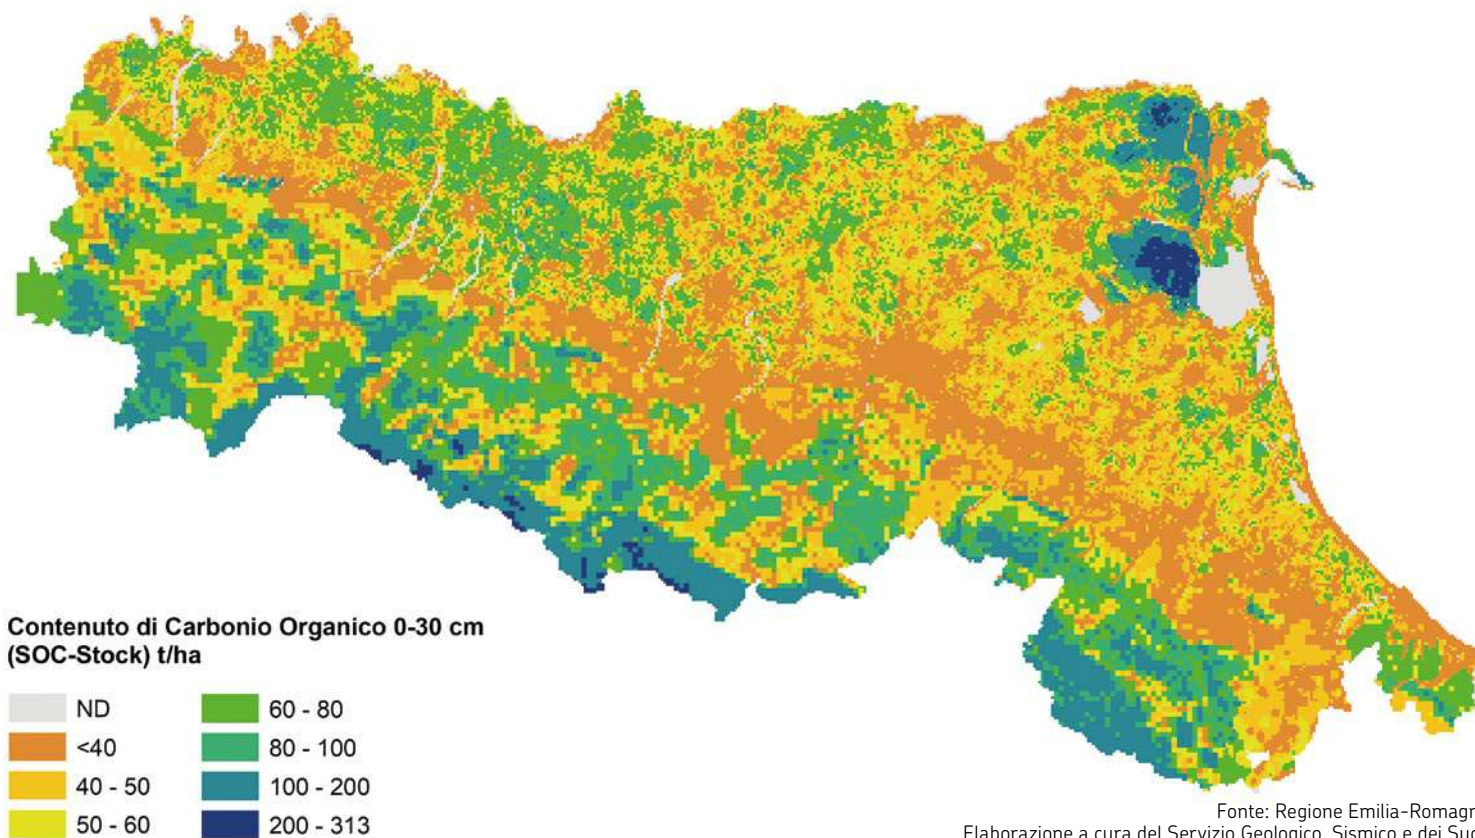 Contenuto di Carbonio Organico 0-30 cm
(SOC-Stock) t/ha
ND
<40
40 - 50
50 - 60
60 - 80
80 - 100
100 - 200
200 - 313
Fonte: Regione Emilia-Romagn
Elaborazione a cura del Servizio Geologico, Sismico e dei Suo